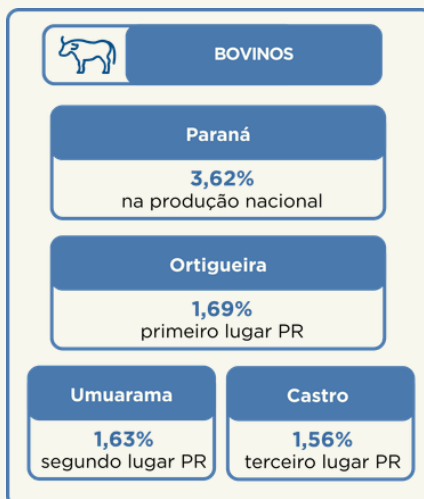 BOVINOS
Paraná
3,62%
na produção nacional
Ortigueira
1,69%
primeiro lugar PR
Umuarama
1,63%
segundo lugar PR
Castro
1,56%
terceiro lugar PR